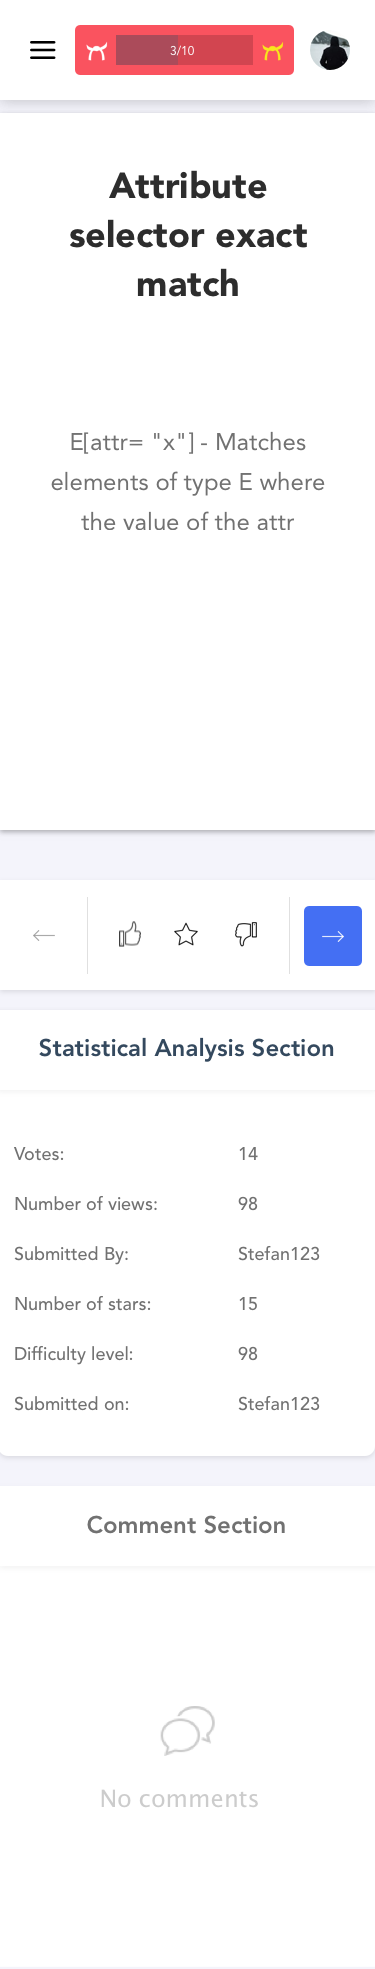 3/10
Attribute
selector exact
match
E[attr= "x"] - Matches
elements of type E where
the value of the attr
Statistical Analysis Section
Votes: 14
Number of views: 98
Submitted By: Stefan123
Number of stars: 15
Difficulty level: 98
Submitted on: Stefan123
Comment Section
No comments